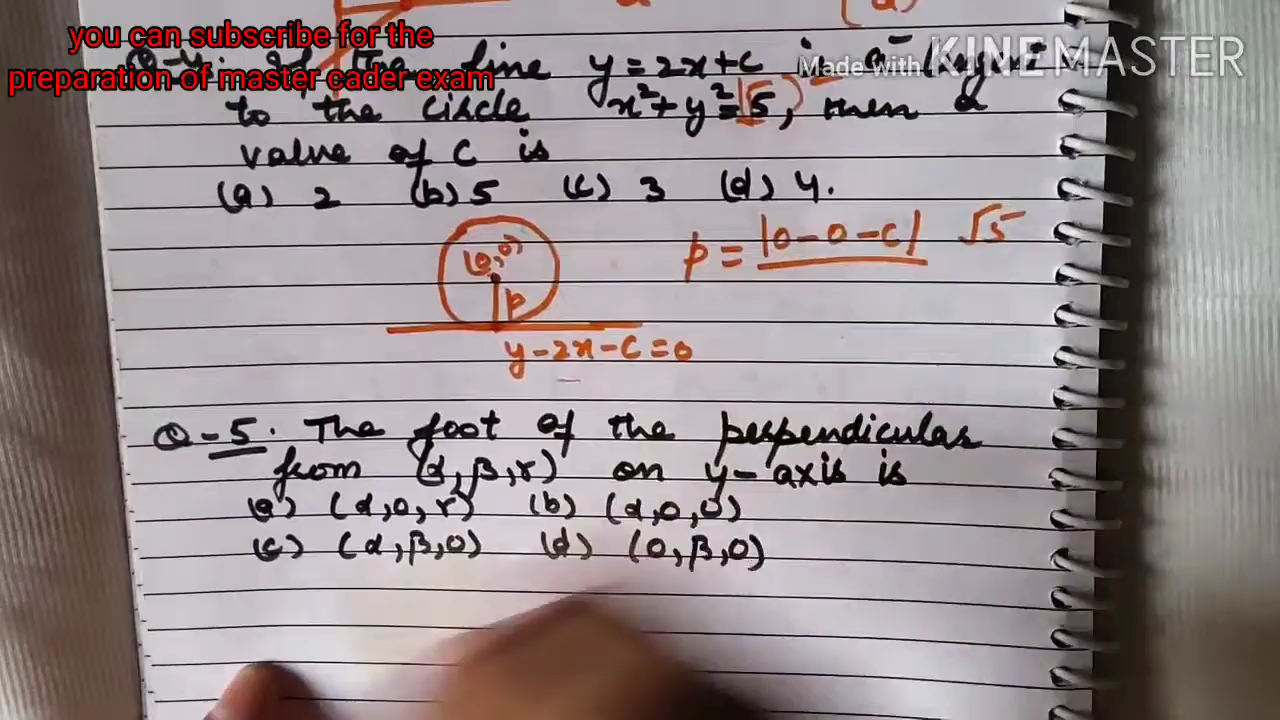 you can subscribe for the
preparation of master cader exam
Made with KINEMASTER
Q-4. If the line y = 2x + c is a tangent
to the circle x² + y² = 5, then a
value of c is
(a) 2 (b) 5 (c) 3 (d) 4.
(0,0)
p
p = |0-0-c| √5
y - 2x - c = 0
Q-5. The foot of the perpendicular
from (α, β, r) on y-axis is
(a) (α, 0, r) (b) (α, 0, 0)
(c) (α, β, 0) (d) (0, β, 0)